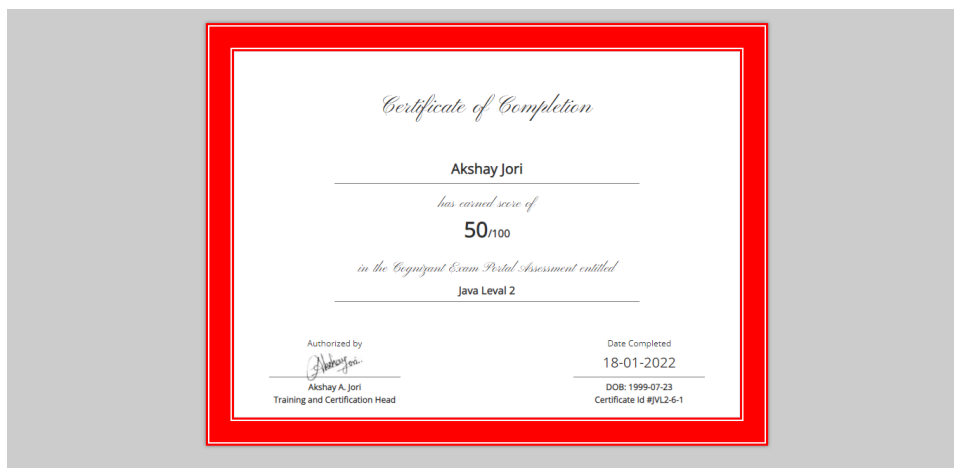 Certificate of Completion
Akshay Jori
has earned score of
50/100
in the Cognizant Exam Portal Assessment entitled
Java Leval 2
Authorized by
Akshay Jori
Akshay A. Jori
Training and Certification Head
Date Completed
18-01-2022
DOB: 1999-07-23
Certificate Id #JVL2-6-1